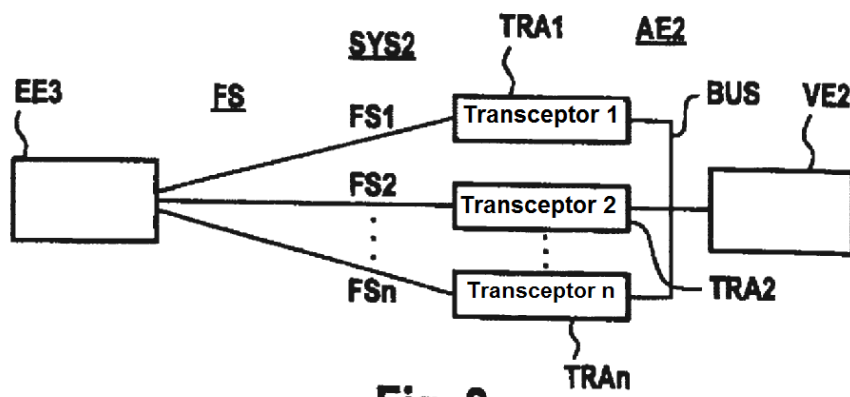 TRA1
AE2
SYS2
EE3
FS
FS1
Transceptor 1
BUS
VE2
FS2
Transceptor 2
FSn
Transceptor n
TRA2
TRAn